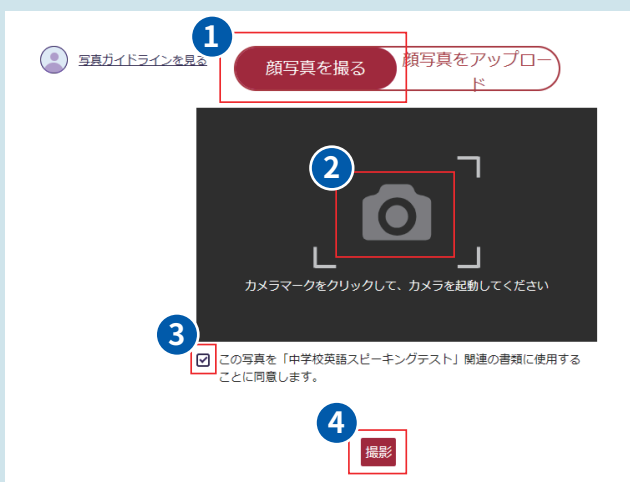 1
写真ガイドラインを見る
顔写真を撮る
顔写真をアップロー
ド
2
カメラマークをクリックして、カメラを起動してください
3
この写真を「中学校英語スピーキングテスト」関連の書類に使用する
ことに同意します。
4
撮影